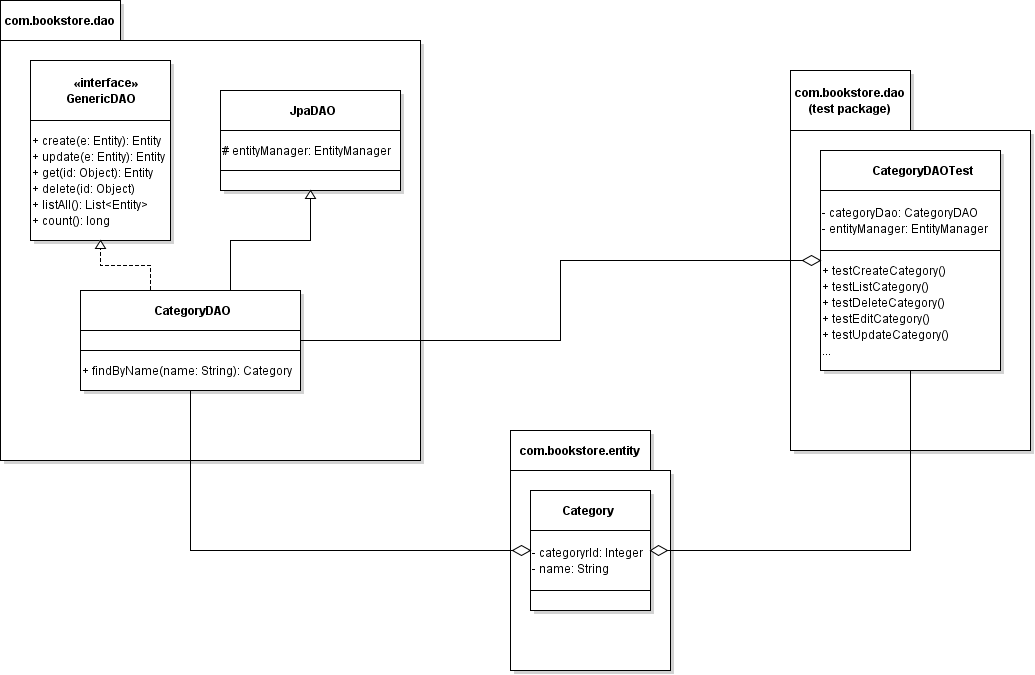 com.bookstore.dao
«interface»
GenericDAO
+ create(e: Entity): Entity
+ update(e: Entity): Entity
+ get(id: Object): Entity
+ delete(id: Object)
+ listAll(): List<Entity>
+ count(): long
JpaDAO
# entityManager: EntityManager
CategoryDAO
+ findByName(name: String): Category
com.bookstore.dao
(test package)
CategoryDAOTest
- categoryDao: CategoryDAO
- entityManager: EntityManager
+ testCreateCategory()
+ testListCategory()
+ testDeleteCategory()
+ testEditCategory()
+ testUpdateCategory()
...
com.bookstore.entity
Category
- categoryrId: Integer
- name: String